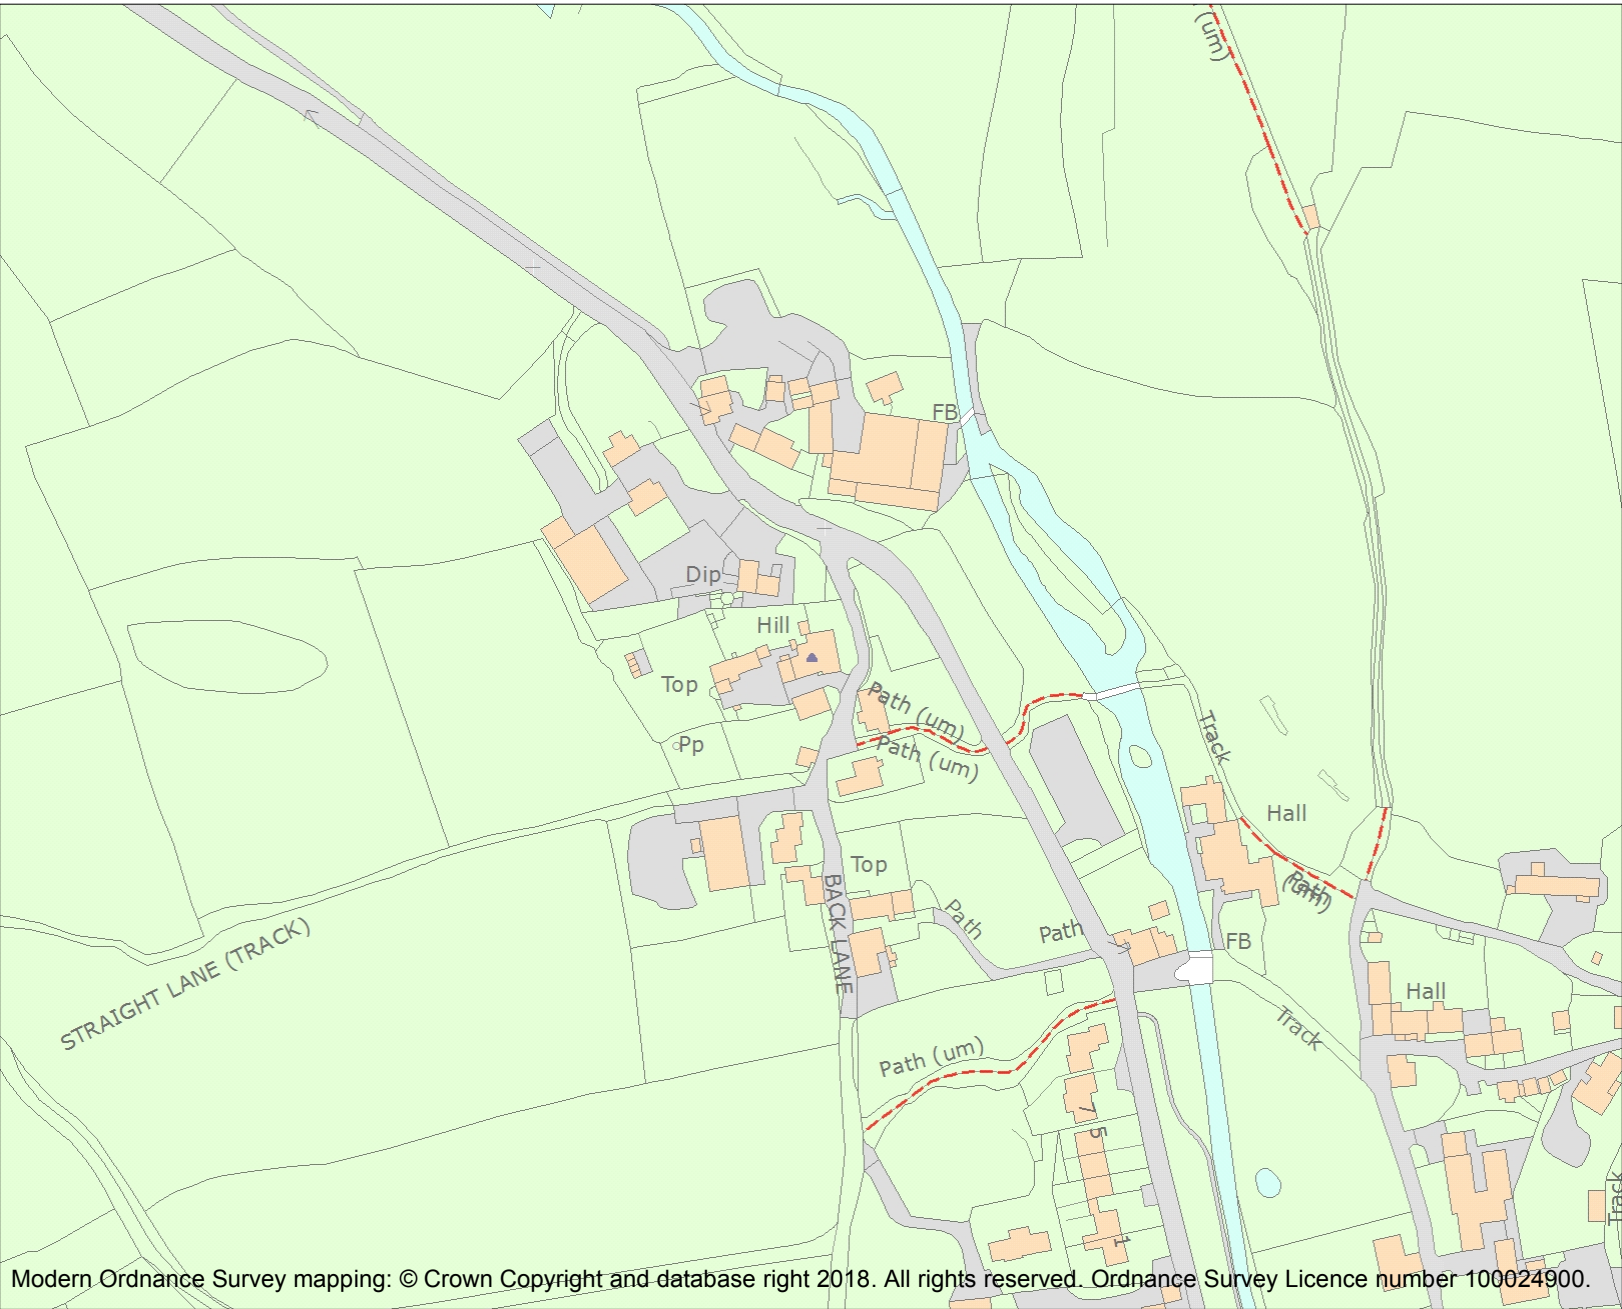 (um)
FB
Dip
Hill
Top
Path (um)
Pp
Path (um)
Track
Hall
Top
Path
(um)
BACK LANE
Path
Path
FB
STRAIGHT LANE (TRACK)
Hall
Track
Path (um)
7
5
Track
1
Modern Ordnance Survey mapping: © Crown Copyright and database right 2018. All rights reserved. Ordnance Survey Licence number 100024900.